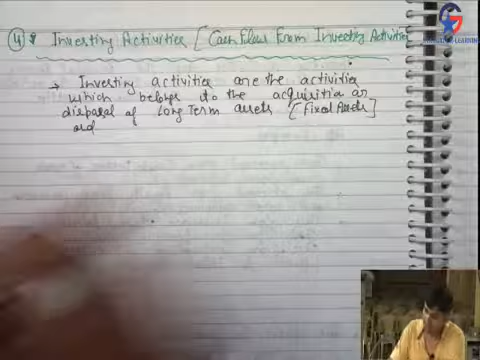 4 Investing Activities [Cash Flow From Investing Activities
→ Investing activities are the activities
which belongs to the acquisition or
disposal of Long Term assets [Fixed Assets]
and